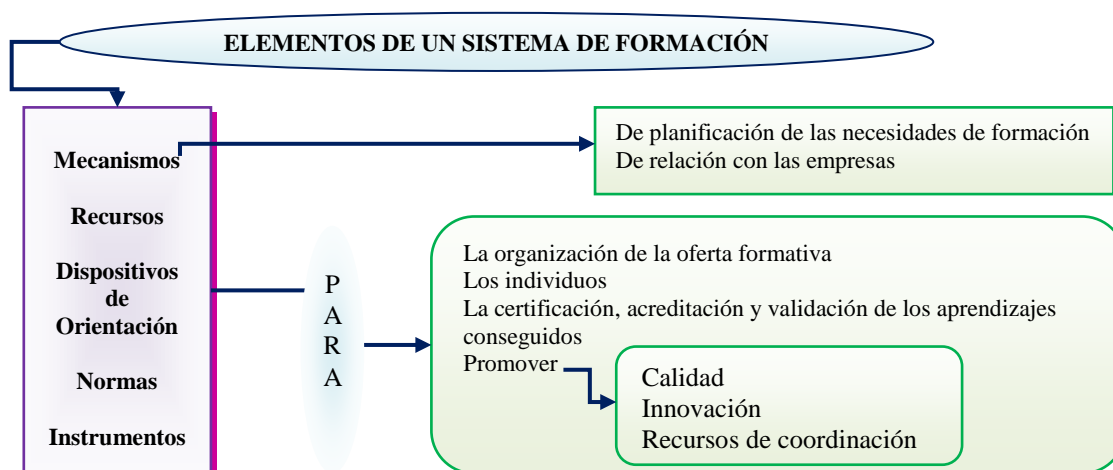 ELEMENTOS DE UN SISTEMA DE FORMACIÓN
Mecanismos
Recursos
Dispositivos
de
Orientación
Normas
Instrumentos
De planificación de las necesidades de formación
De relación con las empresas
P
A
R
A
La organización de la oferta formativa
Los individuos
La certificación, acreditación y validación de los aprendizajes
conseguidos
Promover
Calidad
Innovación
Recursos de coordinación